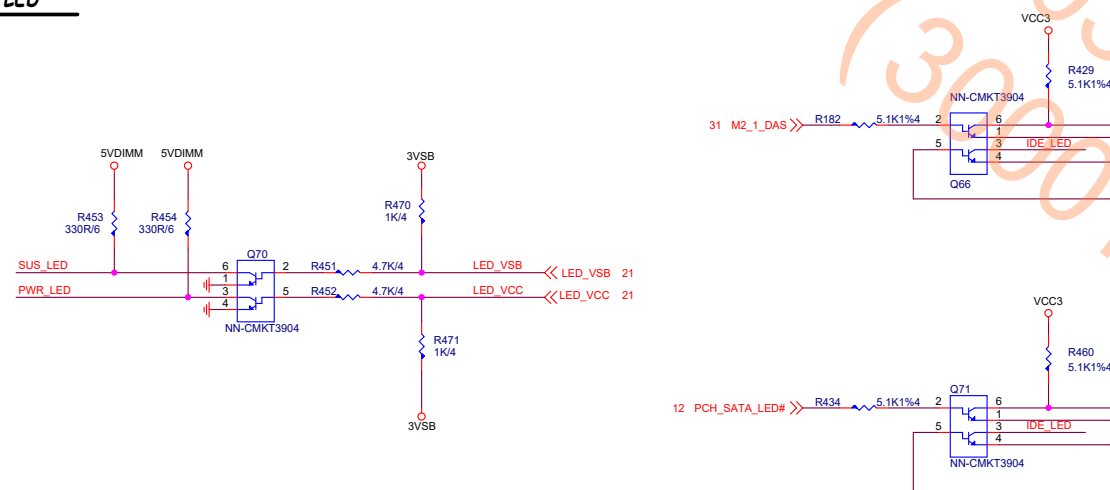 LED
5VDIMM
5VDIMM
3VSB
R453
330R/6
R454
330R/6
R470
1K/4
Q70
SUS_LED
6
2
R451
4.7K/4
LED_VSB
LED_VSB 21
1
PWR_LED
3
5
R452
4.7K/4
LED_VCC
LED_VCC 21
4
NN-CMKT3904
R471
1K/4
3VSB
VCC3
R429
5.1K1%4
NN-CMKT3904
31 M2_1_DAS
R182
5.1K1%4
2
6
1
5
3
IDE_LED
4
Q66
VCC3
R460
5.1K1%4
Q71
12 PCH_SATA_LED#
R434
5.1K1%4
2
6
1
5
3
IDE_LED
4
NN-CMKT3904
(3000